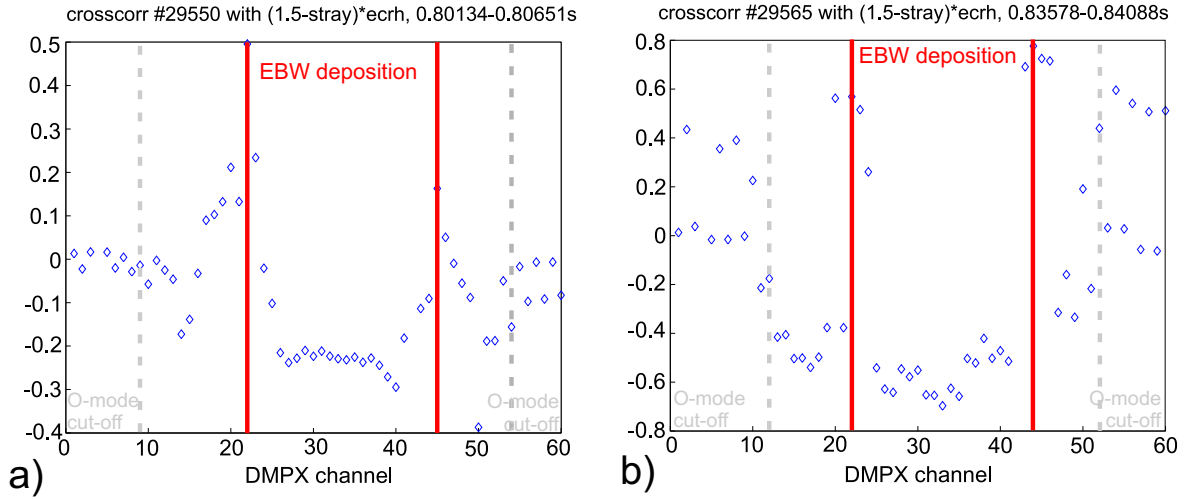 crosscorr #29550 with (1.5-stray)*ecrh, 0.80134-0.80651s
0.5
0.4
0.3
0.2
0.1
0
-0.1
-0.2
-0.3
-0.4
EBW deposition
O-mode
cut-off
O-mode
cut-off
0 10 20 30 40 50 60
DMPX channel
a)
crosscorr #29565 with (1.5-stray)*ecrh, 0.83578-0.84088s
0.8
0.6
0.4
0.2
0
-0.2
-0.4
-0.6
-0.8
EBW deposition
O-mode
cut-off
O-mode
cut-off
0 10 20 30 40 50 60
DMPX channel
b)